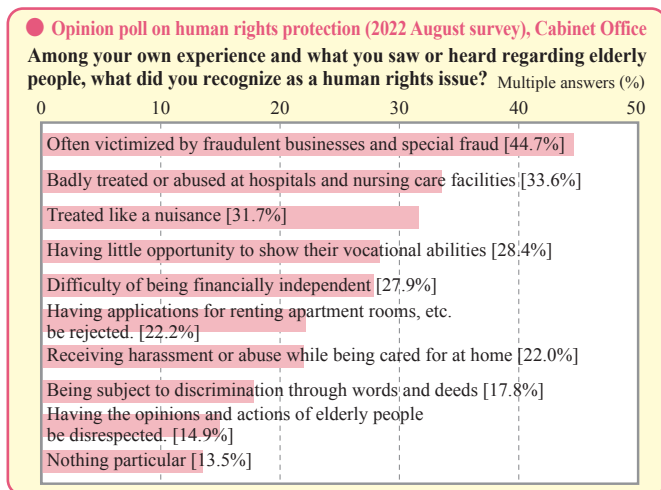 ● Opinion poll on human rights protection (2022 August survey), Cabinet Office
Among your own experience and what you saw or heard regarding elderly
people, what did you recognize as a human rights issue? Multiple answers (%)
0 10 20 30 40 50
Often victimized by fraudulent businesses and special fraud [44.7%]
Badly treated or abused at hospitals and nursing care facilities [33.6%]
Treated like a nuisance [31.7%]
Having little opportunity to show their vocational abilities [28.4%]
Difficulty of being financially independent [27.9%]
Having applications for renting apartment rooms, etc.
be rejected. [22.2%]
Receiving harassment or abuse while being cared for at home [22.0%]
Being subject to discrimination through words and deeds [17.8%]
Having the opinions and actions of elderly people
be disrespected. [14.9%]
Nothing particular [13.5%]